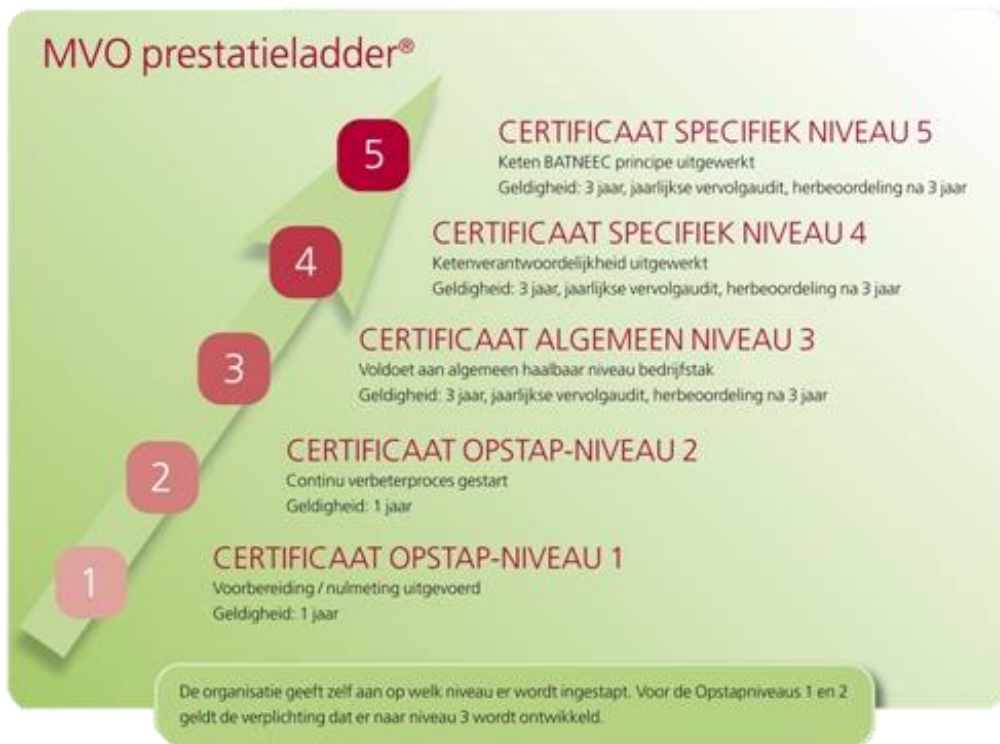 MVO prestatieladder®
5
CERTIFICAAT SPECIFIEK NIVEAU 5
Keten BATNEEC principe uitgewerkt
Geldigheid: 3 jaar, jaarlijkse vervolgaudit, herbeoordeling na 3 jaar
4
CERTIFICAAT SPECIFIEK NIVEAU 4
Ketenverantwoordelijkheid uitgewerkt
Geldigheid: 3 jaar, jaarlijkse vervolgaudit, herbeoordeling na 3 jaar
3
CERTIFICAAT ALGEMEEN NIVEAU 3
Voldoet aan algemeen haalbaar niveau bedrijfstak
Geldigheid: 3 jaar, jaarlijkse vervolgaudit, herbeoordeling na 3 jaar
2
CERTIFICAAT OPSTAP-NIVEAU 2
Continu verbeterproces gestart
Geldigheid: 1 jaar
1
CERTIFICAAT OPSTAP-NIVEAU 1
Voorbereiding / nulmeting uitgevoerd
Geldigheid: 1 jaar
De organisatie geeft zelf aan op welk niveau er wordt ingestapt. Voor de Opstapniveaus 1 en 2
geldt de verplichting dat er naar niveau 3 wordt ontwikkeld.